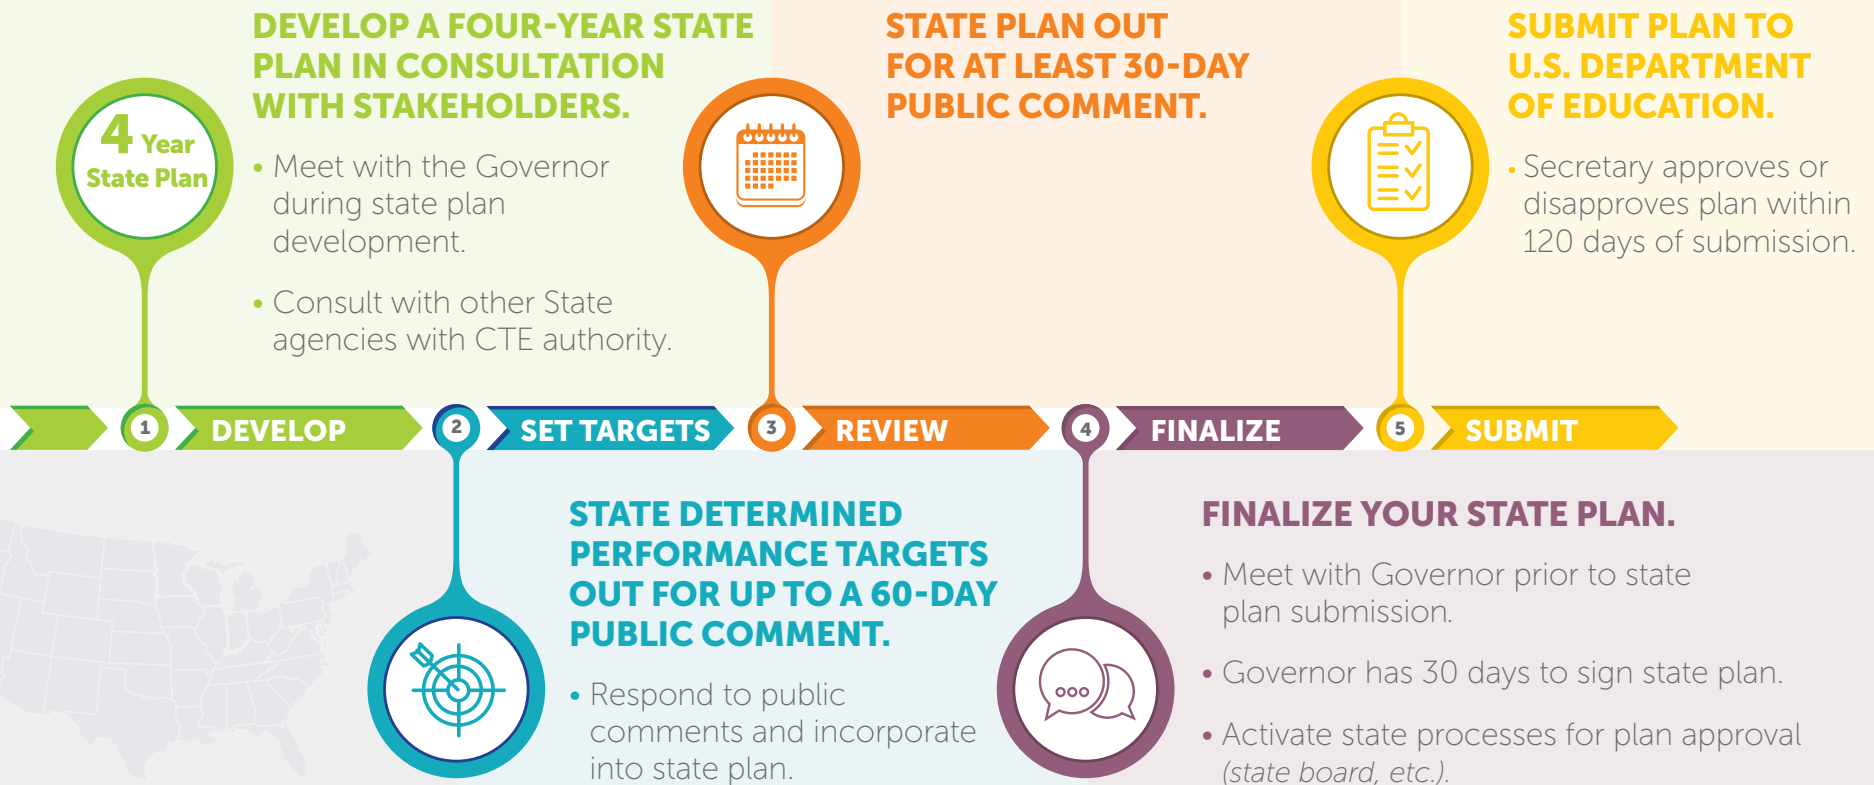 DEVELOP A FOUR-YEAR STATE
PLAN IN CONSULTATION
WITH STAKEHOLDERS.
4 Year
State Plan
• Meet with the Governor
during state plan
development.
• Consult with other State
agencies with CTE authority.
STATE PLAN OUT
FOR AT LEAST 30-DAY
PUBLIC COMMENT.
SUBMIT PLAN TO
U.S. DEPARTMENT
OF EDUCATION.
• Secretary approves or
disapproves plan within
120 days of submission.
1 DEVELOP
2 SET TARGETS
3 REVIEW
4 FINALIZE
5 SUBMIT
STATE DETERMINED
PERFORMANCE TARGETS
OUT FOR UP TO A 60-DAY
PUBLIC COMMENT.
• Respond to public
comments and incorporate
into state plan.
FINALIZE YOUR STATE PLAN.
• Meet with Governor prior to state
plan submission.
• Governor has 30 days to sign state plan.
• Activate state processes for plan approval
(state board, etc.).